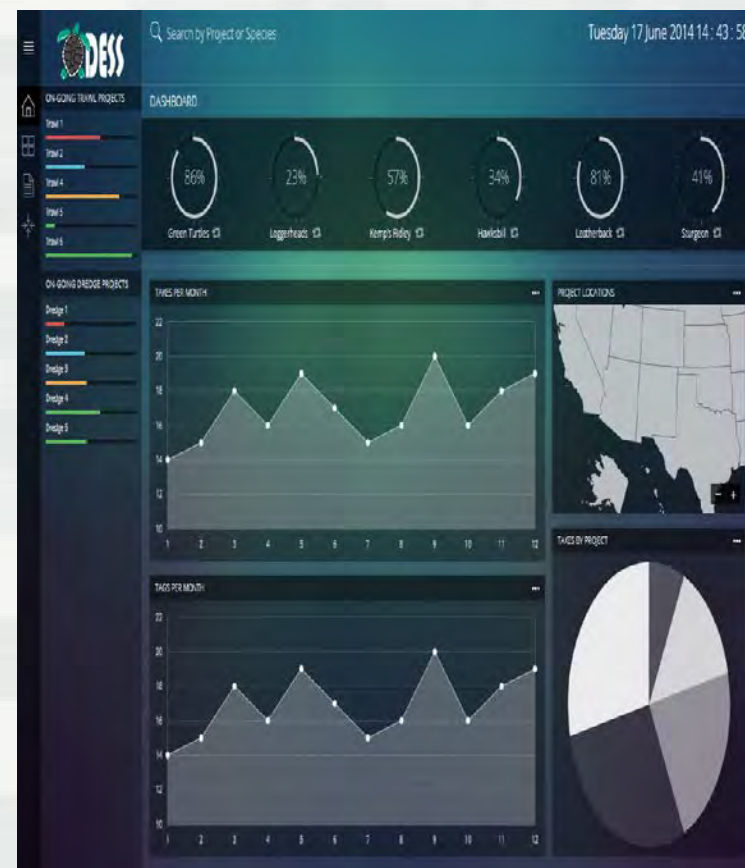 ODESS
Search by Project or Species
Tuesday 17 June 2014 14 : 43 : 58
ON-GOING TRAWL PROJECTS
Trawl 1
Trawl 2
Trawl 4
Trawl 5
Trawl 6
ON-GOING DREDGE PROJECTS
Dredge 1
Dredge 2
Dredge 3
Dredge 4
Dredge 5
DASHBOARD
86%
23%
57%
34%
81%
41%
Green Turtles
Loggerheads
Kemp's Ridley
Hawksbill
Leatherback
Sturgeon
TAKES PER MONTH
22
20
18
16
14
12
10
1 2 3 4 5 6 7 8 9 10 11 12
PROJECT LOCATIONS
- +
TAGS PER MONTH
22
20
18
16
14
12
10
1 2 3 4 5 6 7 8 9 10 11 12
TAKES BY PROJECT